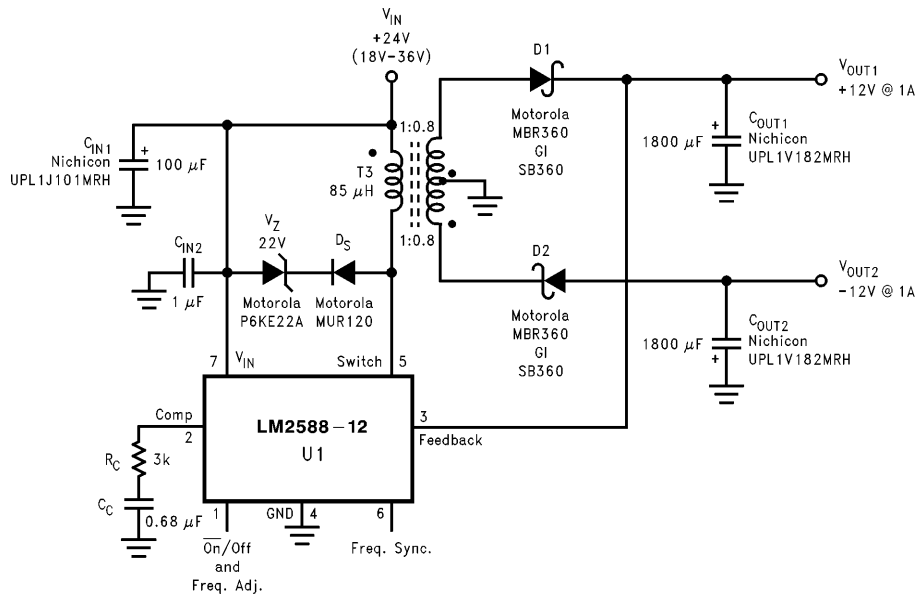 V_IN
+24V
(18V-36V)
C_IN1
Nichicon
UPL1J101MRH
+
100 μF
T3
85 μH
1:0.8
1:0.8
D1
Motorola
MBR360
GI
SB360
V_OUT1
+12V @ 1A
+
1800 μF
C_OUT1
Nichicon
UPL1V182MRH
C_IN2
1 μF
V_Z
22V
Motorola
P6KE22A
D_S
Motorola
MUR120
D2
Motorola
MBR360
GI
SB360
V_OUT2
-12V @ 1A
1800 μF
+
C_OUT2
Nichicon
UPL1V182MRH
7
V_IN
Switch
5
Comp
2
LM2588-12
U1
3
Feedback
R_C
3k
C_C
0.68 μF
1
GND
4
6
O̅n̅/Off
and
Freq. Adj.
Freq. Sync.